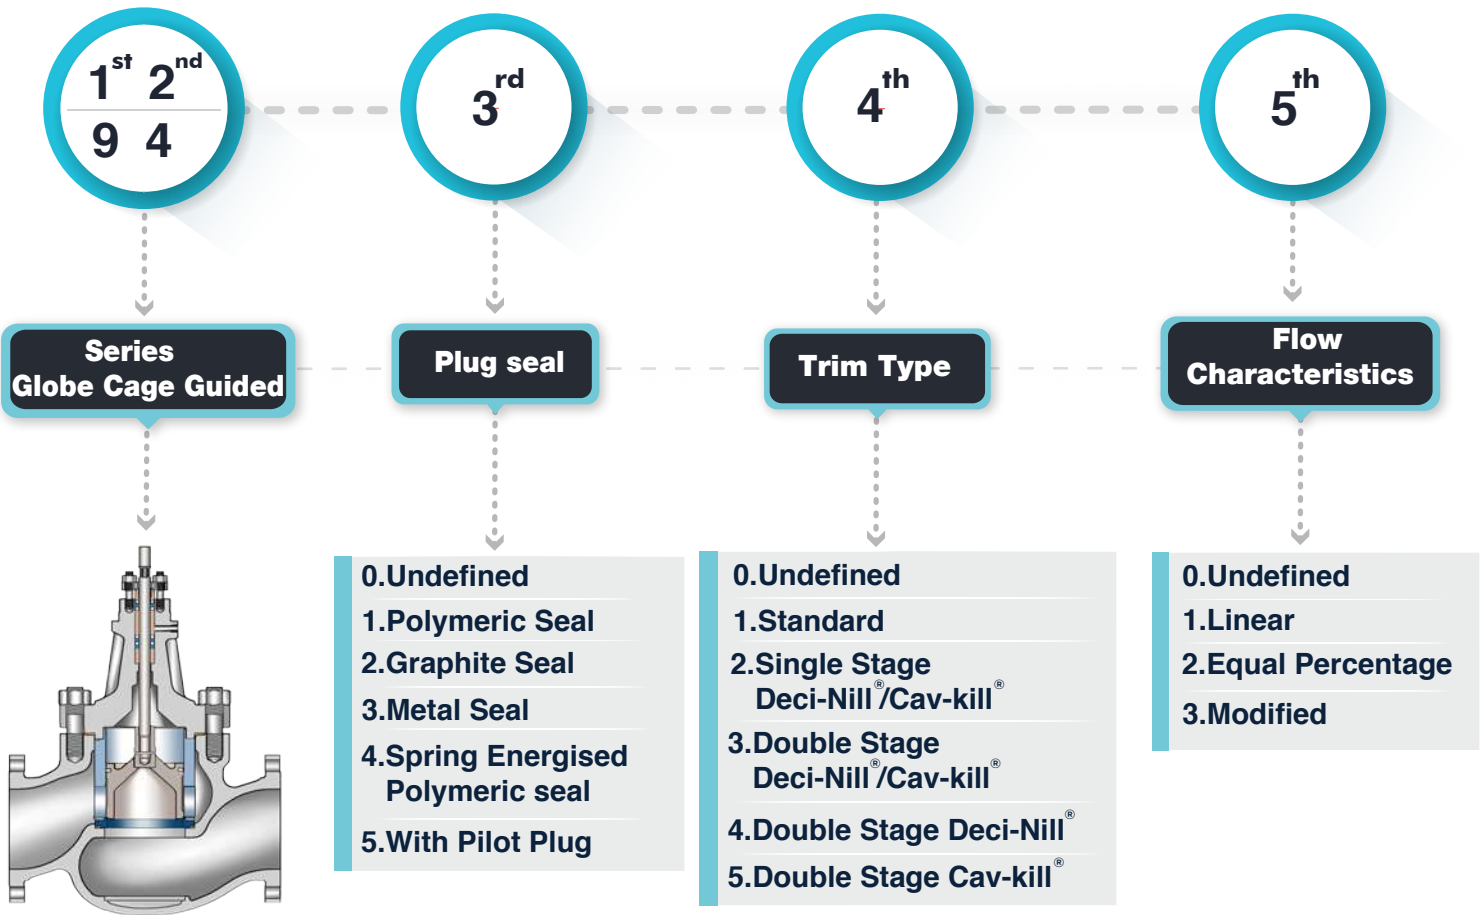 1st 2nd
9 4
3rd
4th
5th
Series
Globe Cage Guided
Plug seal
Trim Type
Flow
Characteristics
0.Undefined
1.Polymeric Seal
2.Graphite Seal
3.Metal Seal
4.Spring Energised
Polymeric seal
5.With Pilot Plug
0.Undefined
1.Standard
2.Single Stage
Deci-Nill®/Cav-kill®
3.Double Stage
Deci-Nill®/Cav-kill®
4.Double Stage Deci-Nill®
5.Double Stage Cav-kill®
0.Undefined
1.Linear
2.Equal Percentage
3.Modified